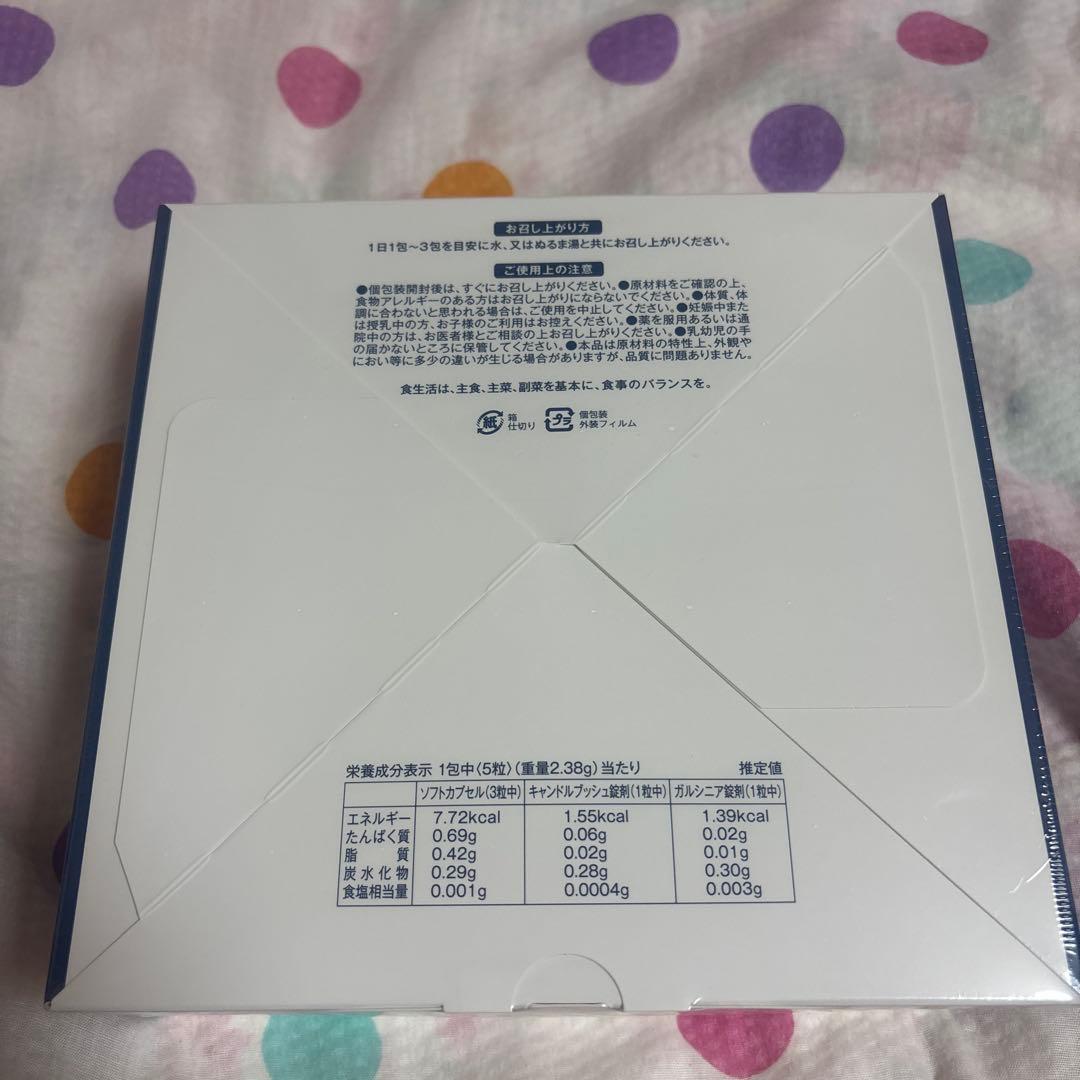 お召し上がり方
1日1包～3包を目安に水、又はぬるま湯と共にお召し上がりください。
ご使用上の注意
●個包装開封後は、すぐにお召し上がりください。●原材料をご確認の上、
食物アレルギーのある方はお召し上がりにならないでください。●体質、体
調に合わないと思われる場合は、ご使用を中止してください。●妊娠中また
は授乳中の方、お子様のご利用はお控えください。●薬を服用あるいは通
院中の方は、お医者様とご相談の上お召し上がりください。●乳幼児の手
の届かないところに保管してください。●本品は原材料の特性上、外観や
におい等に多少の違いが生じる場合がありますが、品質に問題ありません。
食生活は、主食、主菜、副菜を基本に、食事のバランスを。
紙 箱 プラ 個包装
仕切り 外装フィルム
栄養成分表示 1包中〈5粒〉(重量2.38g)当たり 推定値
ソフトカプセル(3粒中) キャンドルブッシュ錠剤(1粒中) ガルシニア錠剤(1粒中)
エネルギー 7.72kcal 1.55kcal 1.39kcal
たんぱく質 0.69g 0.06g 0.02g
脂質 0.42g 0.02g 0.01g
炭水化物 0.29g 0.28g 0.30g
食塩相当量 0.001g 0.0004g 0.003g